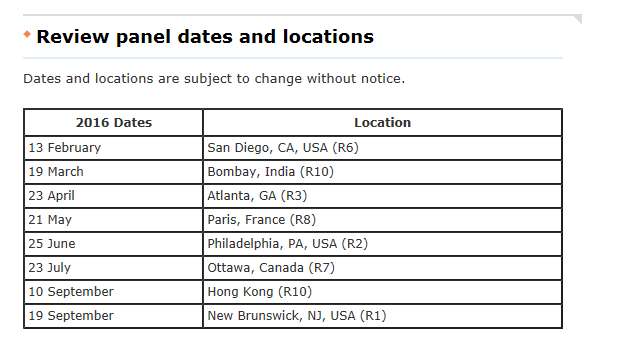 Review panel dates and locations
Dates and locations are subject to change without notice.
2016 Dates Location
13 February San Diego, CA, USA (R6)
19 March Bombay, India (R10)
23 April Atlanta, GA (R3)
21 May Paris, France (R8)
25 June Philadelphia, PA, USA (R2)
23 July Ottawa, Canada (R7)
10 September Hong Kong (R10)
19 September New Brunswick, NJ, USA (R1)